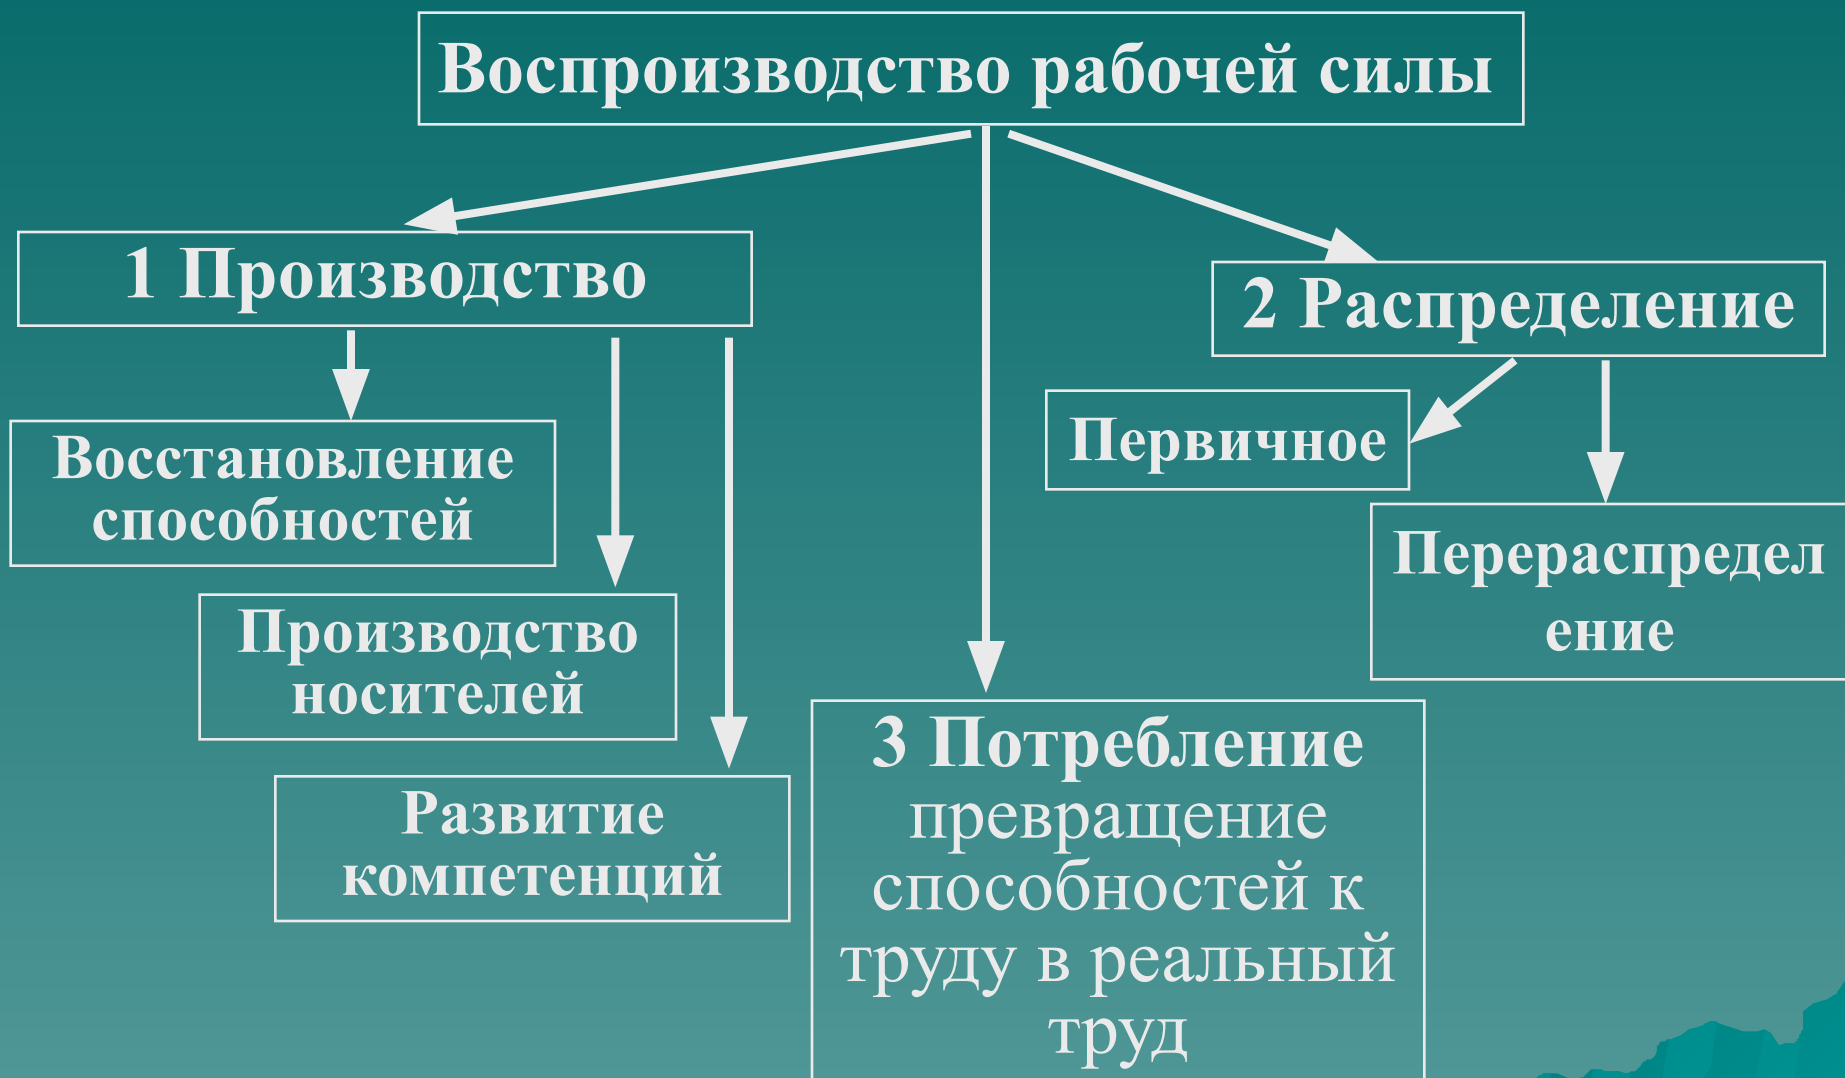 Воспроизводство рабочей силы
1 Производство
2 Распределение
Восстановление
способностей
Первичное
Перераспредел
ение
Производство
носителей
Развитие
компетенций
3 Потребление
превращение
способностей к
труду в реальный
труд